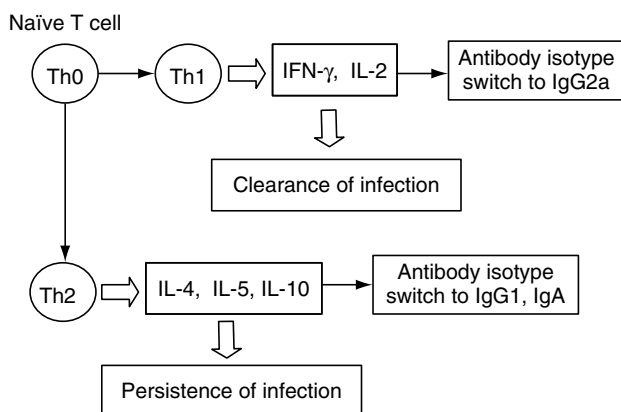 Naïve T cell
Th0
Th1
IFN-γ, IL-2
Antibody isotype
switch to IgG2a
Clearance of infection
Th2
IL-4, IL-5, IL-10
Antibody isotype
switch to IgG1, IgA
Persistence of infection